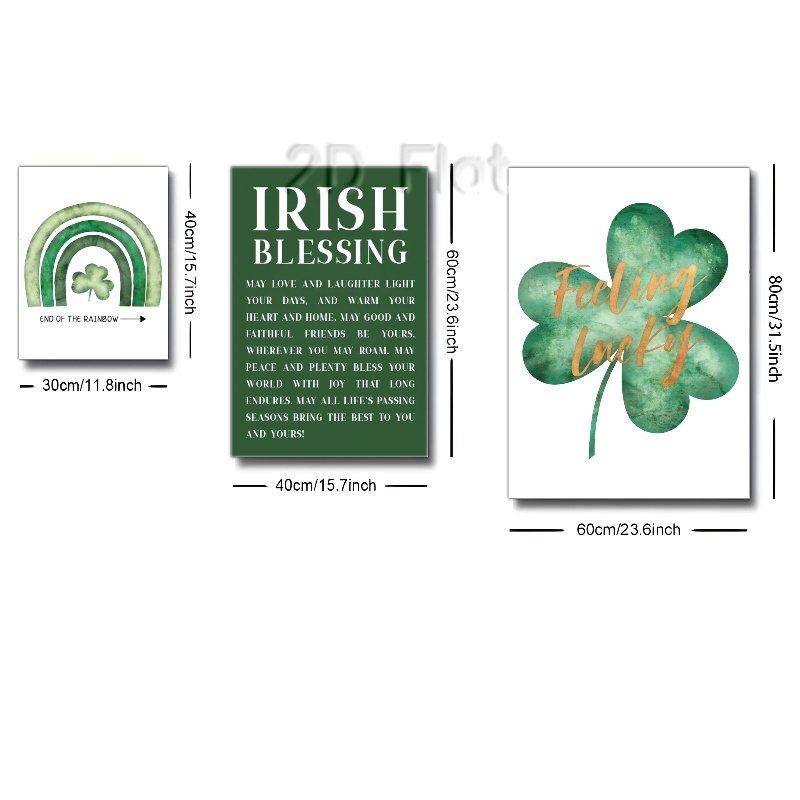 2D Flat
END OF THE RAINBOW
40cm/15.7inch
30cm/11.8inch
IRISH
BLESSING
MAY LOVE AND LAUGHTER LIGHT
YOUR DAYS, AND WARM YOUR
HEART AND HOME. MAY GOOD AND
FAITHFUL FRIENDS BE YOURS,
WHEREVER YOU MAY ROAM. MAY
PEACE AND PLENTY BLESS YOUR
WORLD WITH JOY THAT LONG
ENDURES. MAY ALL LIFE'S PASSING
SEASONS BRING THE BEST TO YOU
AND YOURS!
60cm/23.6inch
40cm/15.7inch
Feeling
lucky
80cm/31.5inch
60cm/23.6inch